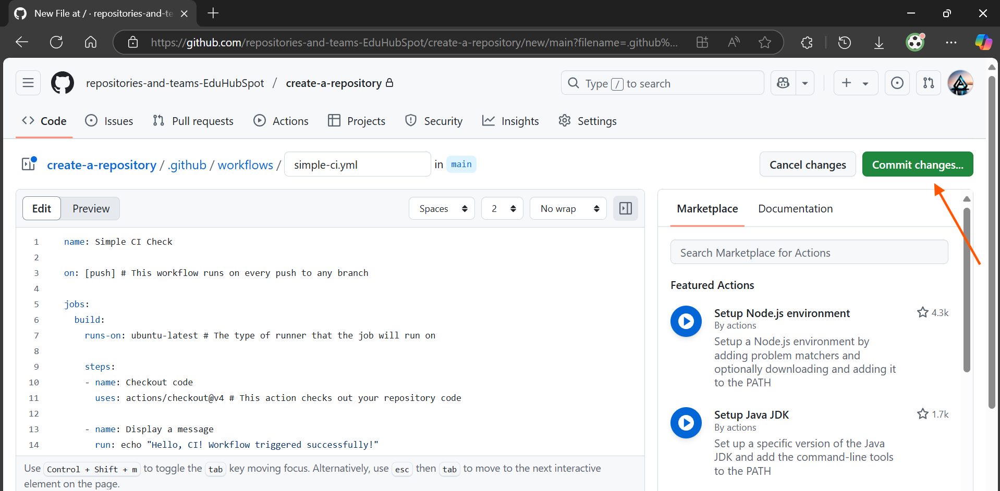 New File at / · repositories-and-te
https://github.com/repositories-and-teams-EduHubSpot/create-a-repository/new/main?filename=.github%...
repositories-and-teams-EduHubSpot / create-a-repository
Type / to search
Code Issues Pull requests Actions Projects Security Insights Settings
create-a-repository / .github / workflows / simple-ci.yml in main
Cancel changes Commit changes...
Edit Preview Spaces 2 No wrap
1 name: Simple CI Check
2
3 on: [push] # This workflow runs on every push to any branch
4
5 jobs:
6 build:
7 runs-on: ubuntu-latest # The type of runner that the job will run on
8
9 steps:
10 - name: Checkout code
11 uses: actions/checkout@v4 # This action checks out your repository code
12
13 - name: Display a message
14 run: echo "Hello, CI! Workflow triggered successfully!"
Use Control + Shift + m to toggle the tab key moving focus. Alternatively, use esc then tab to move to the next interactive
element on the page.
Marketplace Documentation
Search Marketplace for Actions
Featured Actions
Setup Node.js environment 4.3k
By actions
Setup a Node.js environment by
adding problem matchers and
optionally downloading and adding it
to the PATH
Setup Java JDK 1.7k
By actions
Set up a specific version of the Java
JDK and add the command-line tools
to the PATH